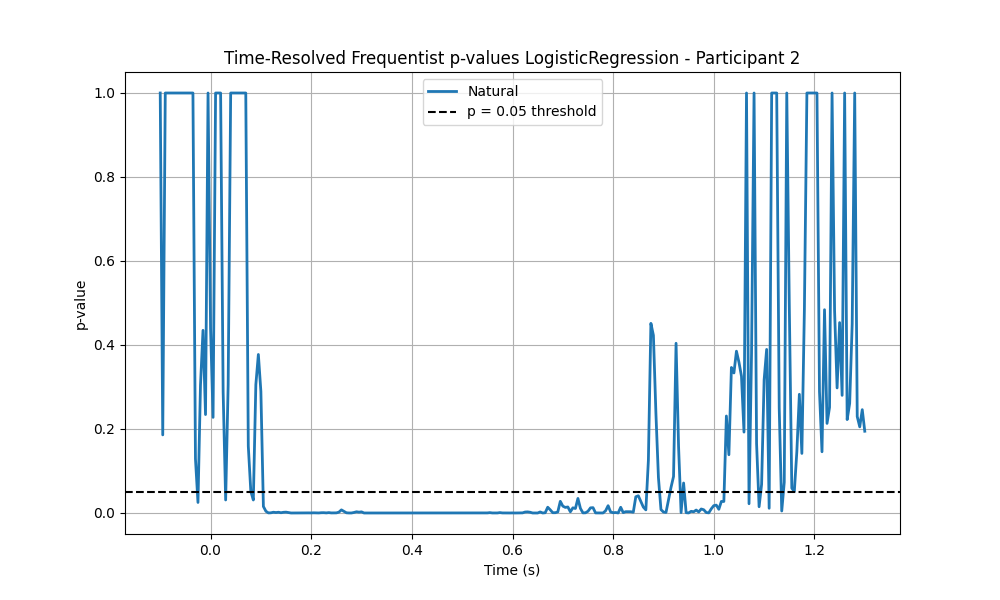 Time-Resolved Frequentist p-values LogisticRegression - Participant 2
Natural
p = 0.05 threshold
1.0
0.8
0.6
0.4
0.2
0.0
p-value
0.0 0.2 0.4 0.6 0.8 1.0 1.2
Time (s)